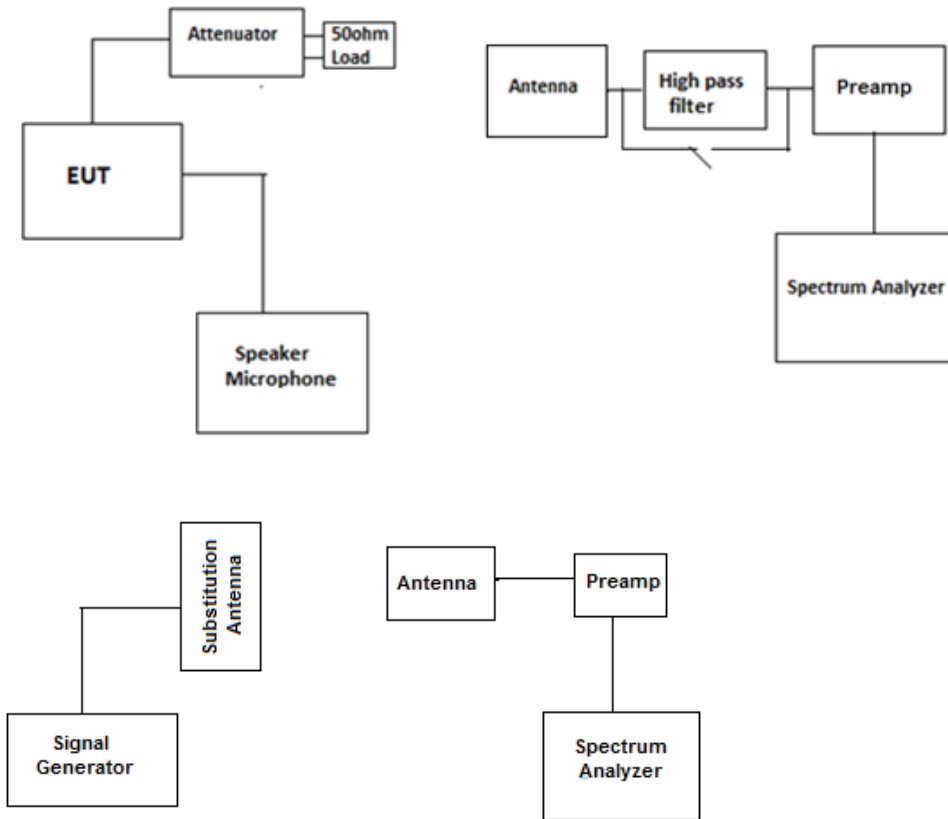 Attenuator
50ohm
Load
Antenna
High pass
filter
Preamp
EUT
Spectrum Analyzer
Speaker
Microphone
Substitution
Antenna
Antenna
Preamp
Signal
Generator
Spectrum
Analyzer